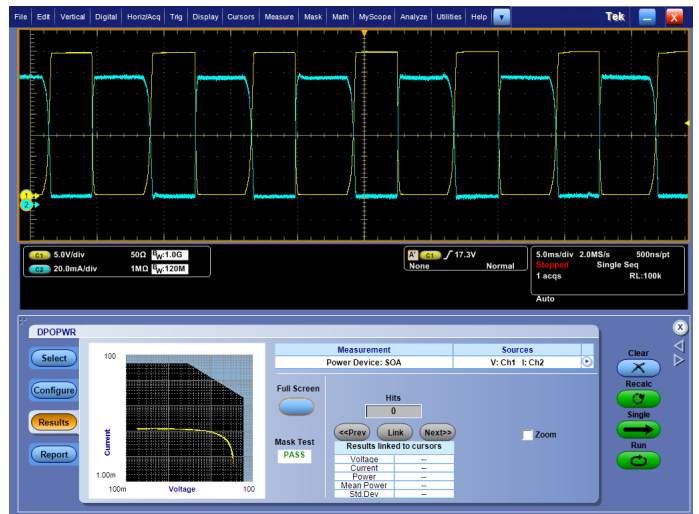 File Edit Vertical Digital Horiz/Acq Trig Display Cursors Measure Mask Math MyScope Analyze Utilities Help Tek X
1
2
C1 5.0V/div 50Ω BW:1.0G
C2 20.0mA/div 1MΩ BW:120M
A' C1 17.3V
None Normal
5.0ms/div 2.0MS/s 500ns/pt
Stopped Single Seq
1 acqs RL:100k
Auto
DPOPWR
X
Select
Configure
Results
Report
100
Current
1.00m
100m Voltage 100
Measurement Sources
Power Device: SOA V: Ch1 I: Ch2
Full Screen
Mask Test
PASS
Hits
0
<<Prev Link Next>>
Results linked to cursors
Voltage --
Current --
Power --
Mean Power --
Std.Dev --
Zoom
Clear
Recalc
Single
Run